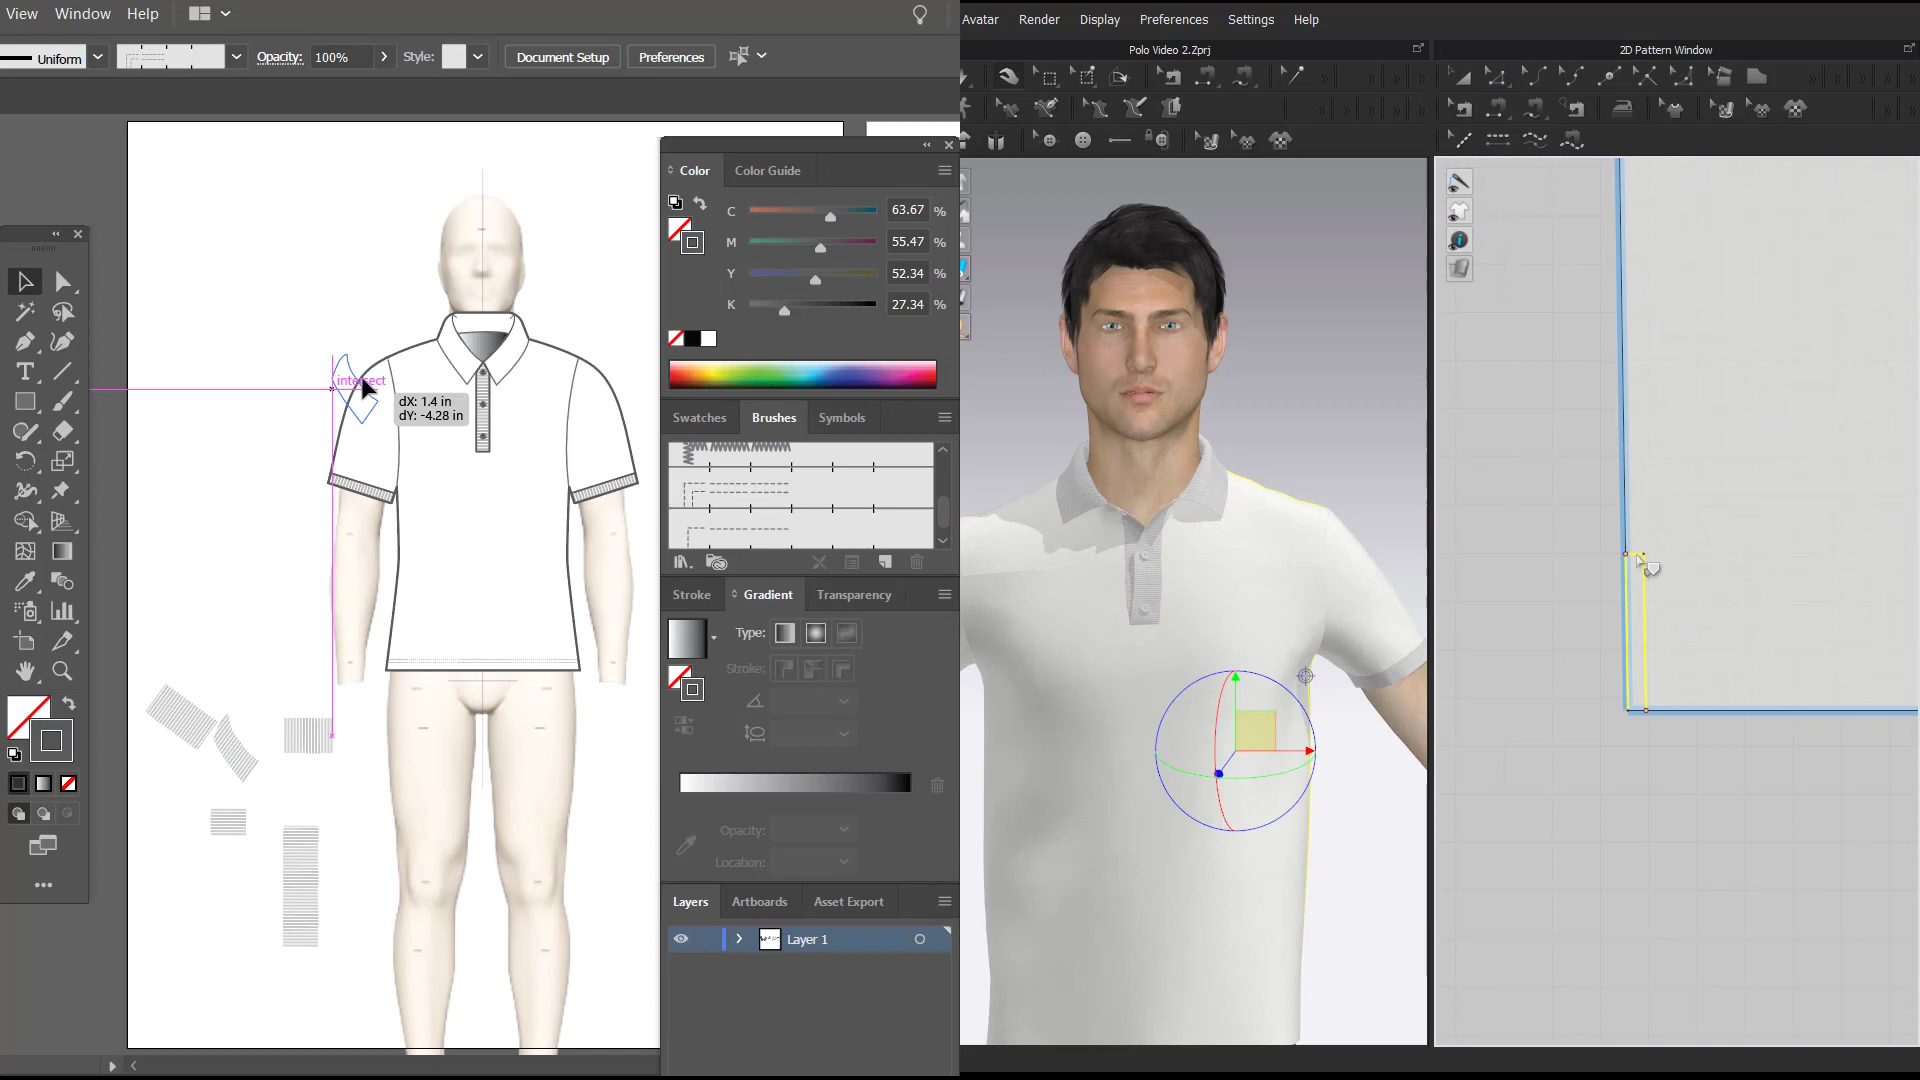 View Window Help
Uniform Opacity: 100% Style: Document Setup Preferences
Color Color Guide
C 63.67 %
M 55.47 %
Y 52.34 %
K 27.34 %
intersect
dX: 1.4 in
dY: -4.28 in
Swatches Brushes Symbols
Stroke Gradient Transparency
Type:
Stroke:
Opacity:
Location:
Layers Artboards Asset Export
Layer 1
Avatar Render Display Preferences Settings Help
Polo Video 2.Zprj
2D Pattern Window